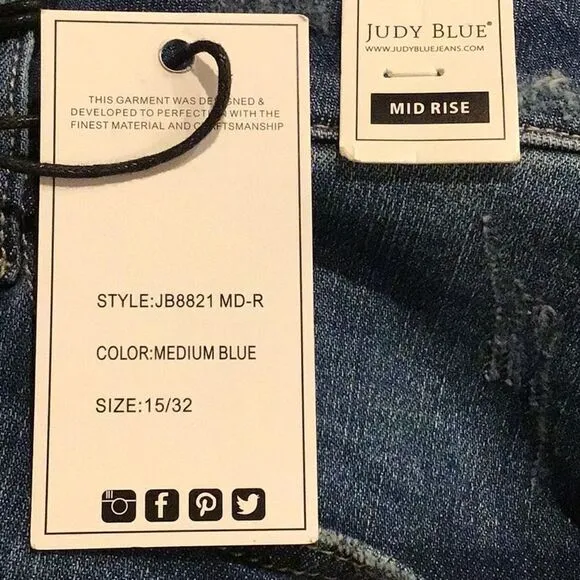 JUDY BLUE®
WWW.JUDYBLUEJEANS.COM
MID RISE
THIS GARMENT WAS DESIGNED &
DEVELOPED TO PERFECTION WITH THE
FINEST MATERIAL AND CRAFTSMANSHIP
STYLE:JB8821 MD-R
COLOR:MEDIUM BLUE
SIZE:15/32